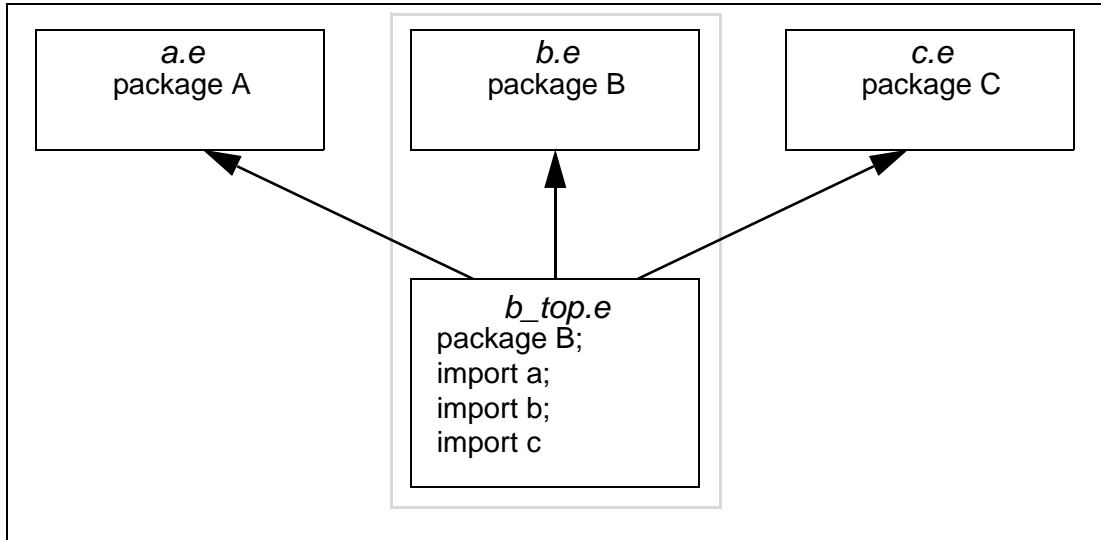 a.e
package A
b.e
package B
c.e
package C
b_top.e
package B;
import a;
import b;
import c